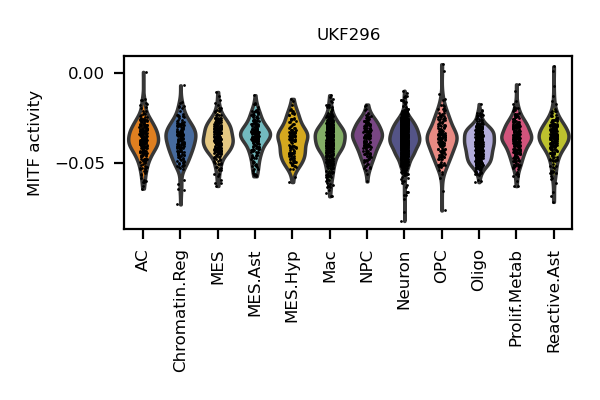 UKF296
MITF activity
0.00
−0.05
AC
Chromatin.Reg
MES
MES.Ast
MES.Hyp
Mac
NPC
Neuron
OPC
Oligo
Prolif.Metab
Reactive.Ast